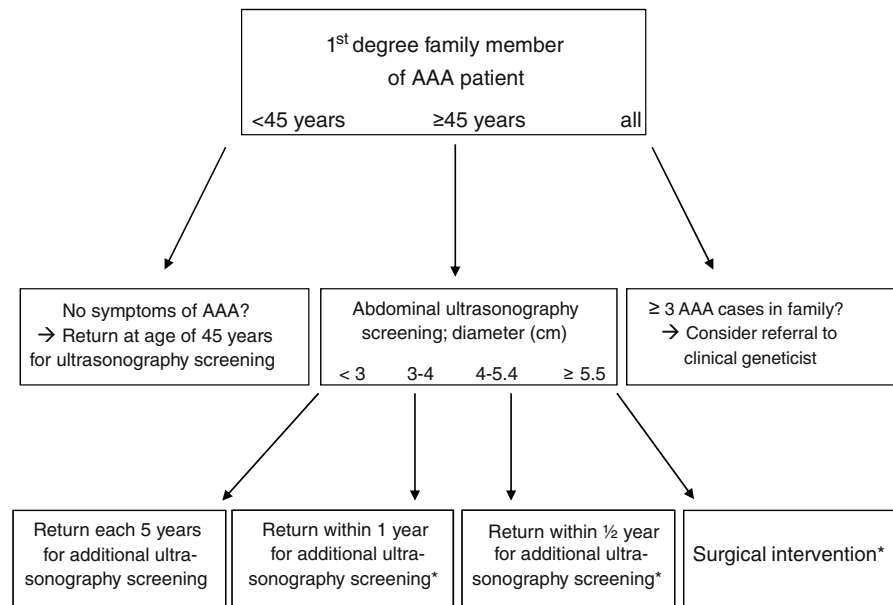 1st degree family member
of AAA patient
<45 years ≥45 years all
No symptoms of AAA?
→ Return at age of 45 years
for ultrasonography screening
Abdominal ultrasonography
screening; diameter (cm)
< 3 3-4 4-5.4 ≥ 5.5
≥ 3 AAA cases in family?
→ Consider referral to
clinical geneticist
Return each 5 years
for additional ultra-
sonography screening
Return within 1 year
for additional ultra-
sonography screening*
Return within ½ year
for additional ultra-
sonography screening*
Surgical intervention*